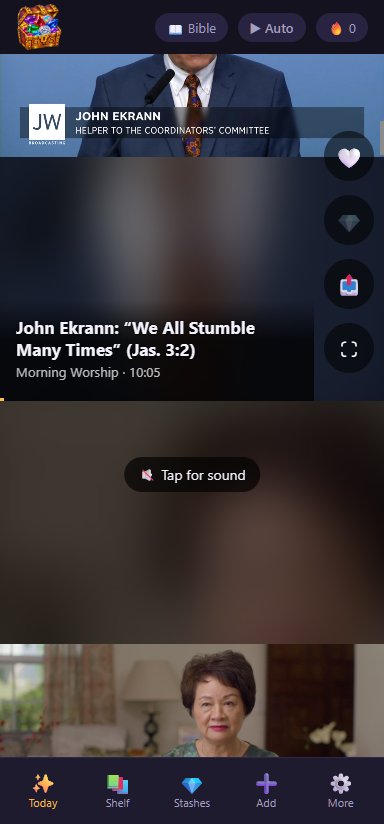 Bible
Auto
0
JW
BROADCASTING
JOHN EKRANN
HELPER TO THE COORDINATORS' COMMITTEE
John Ekrann: “We All Stumble
Many Times” (Jas. 3:2)
Morning Worship · 10:05
Tap for sound
Today
Shelf
Stashes
Add
More